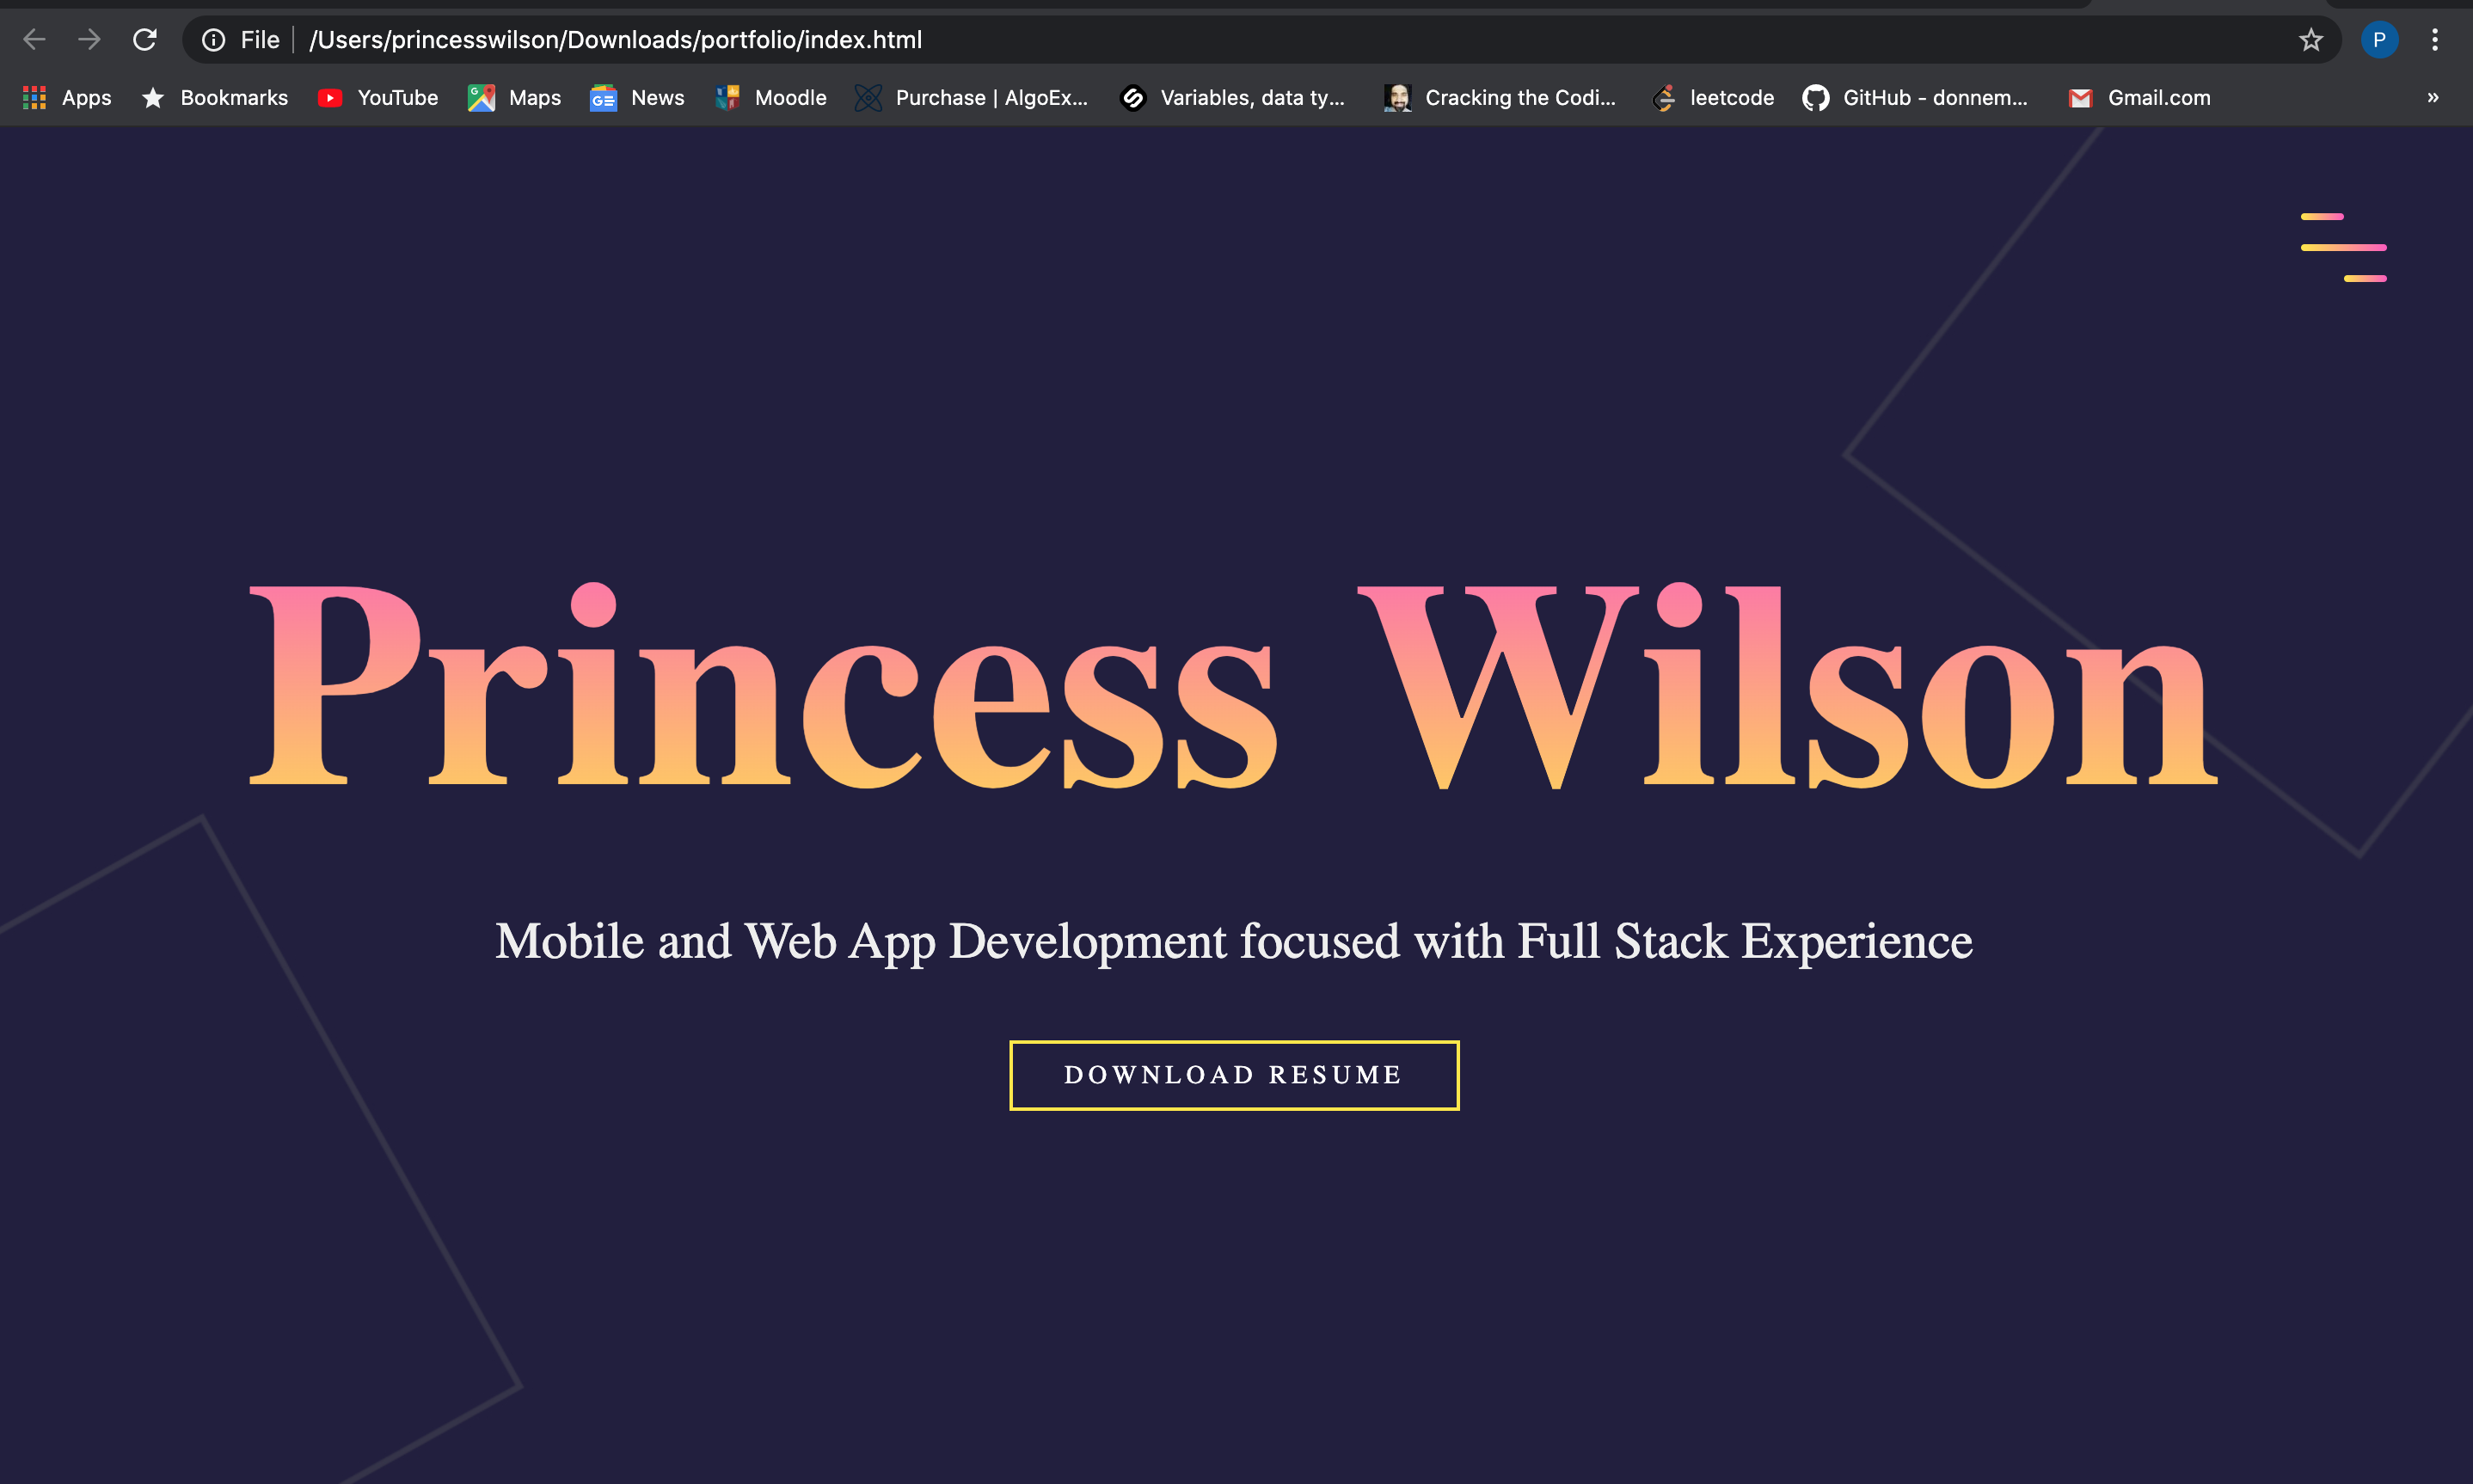 File /Users/princesswilson/Downloads/portfolio/index.html P
Apps Bookmarks YouTube Maps News Moodle Purchase | AlgoEx... Variables, data ty... Cracking the Codi... leetcode GitHub - donnem... Gmail.com »
Princess Wilson
Mobile and Web App Development focused with Full Stack Experience
DOWNLOAD RESUME